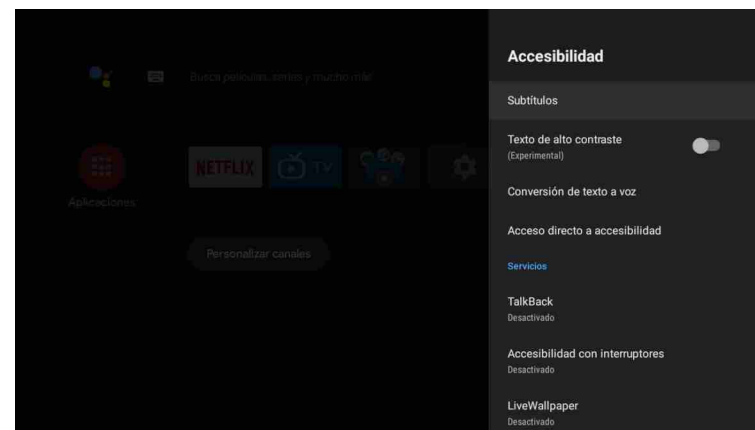 Accesibilidad
Subtítulos
Texto de alto contraste
(Experimental)
Conversión de texto a voz
Acceso directo a accesibilidad
Servicios
TalkBack
Desactivado
Accesibilidad con interruptores
Desactivado
LiveWallpaper
Desactivado
Busca películas, series y mucho más
NETFLIX
TV
Aplicaciones
Personalizar canales